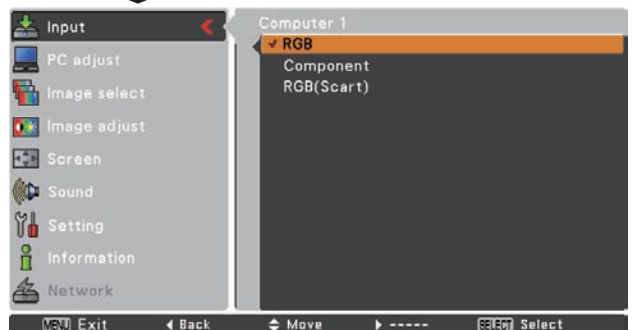 Input
PC adjust
Image select
Image adjust
Screen
Sound
Setting
Information
Network
Computer 1
RGB
Component
RGB(Scart)
MENU Exit Back Move ----- SELECT Select